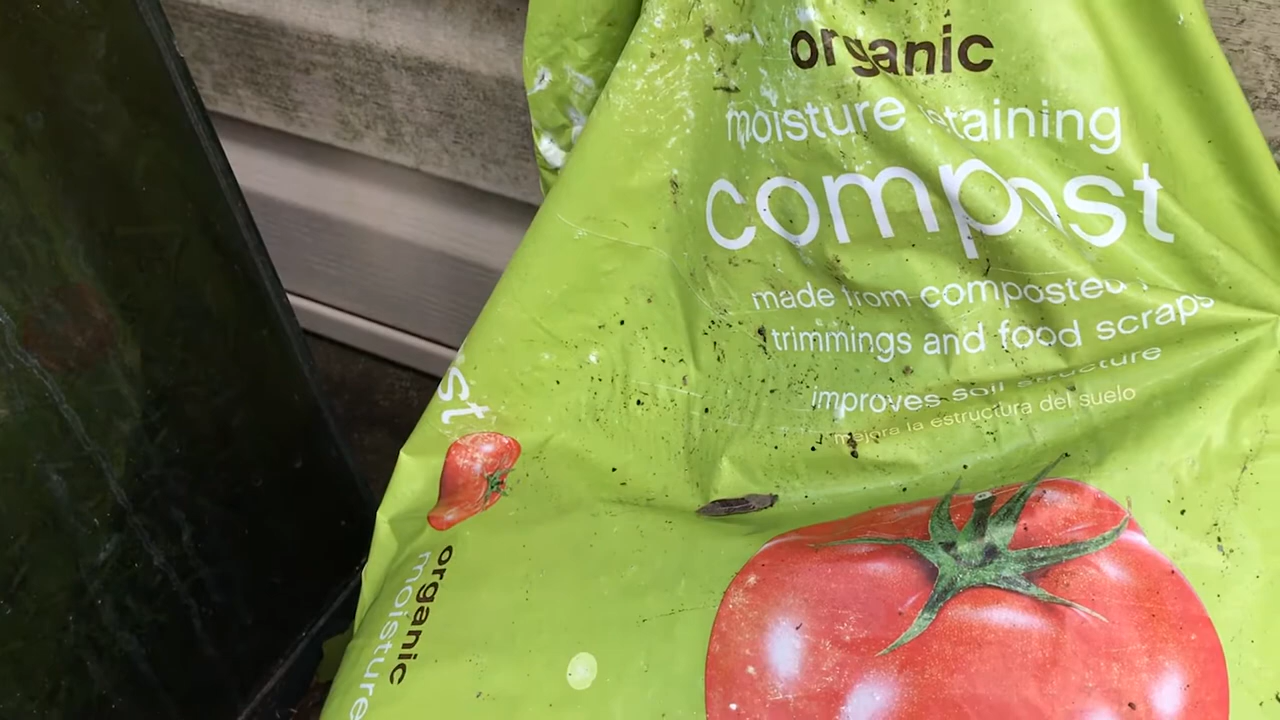 organic
moisture etaining
compost
made from composted
trimmings and food scraps
improves soil structure
mejora la estructura del suelo
st
organic
moisture